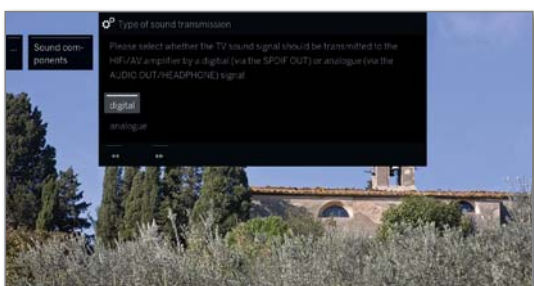 Type of sound transmission
...
Sound com-
ponents
Please select whether the TV sound signal should be transmitted to the
HiFi/AV amplifier by a digital (via the SPDIF OUT) or analogue (via the
AUDIO OUT/HEADPHONE) signal
digital
analogue